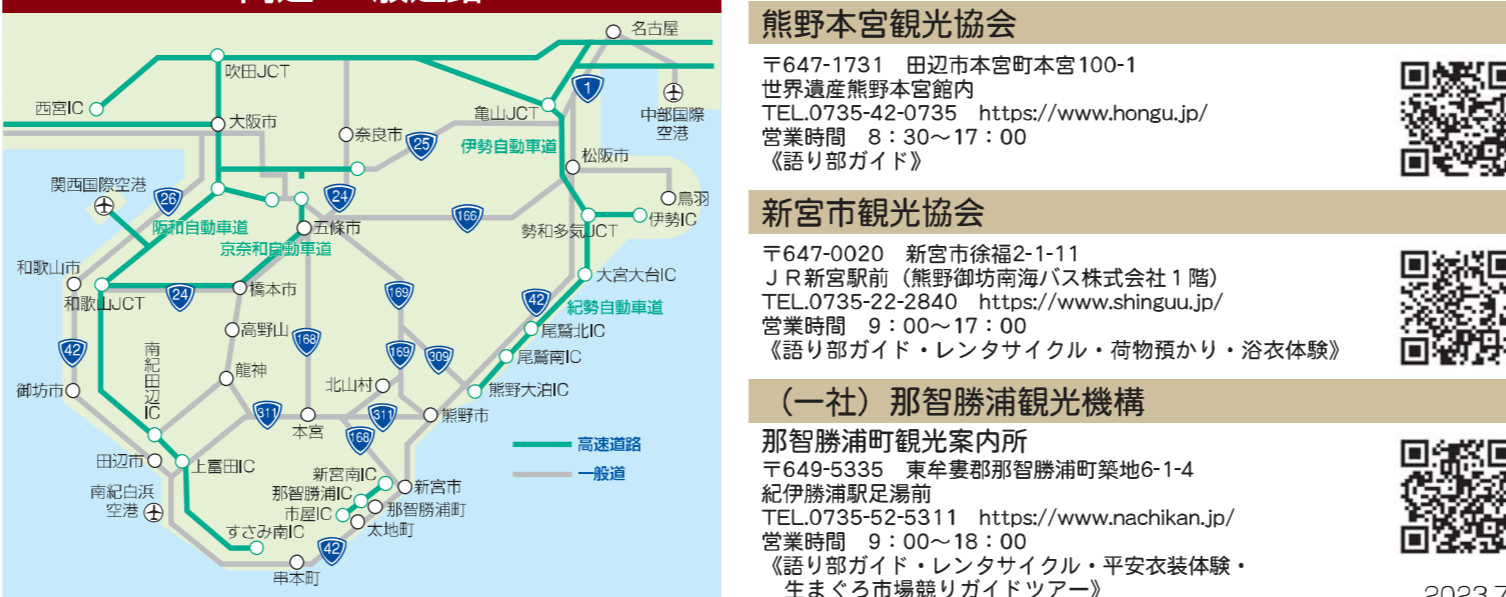 名古屋
吹田JCT
西宮IC
亀山JCT
1
中部国際
空港
大阪市
奈良市
25
伊勢自動車道
松阪市
関西国際空港
26
24
鳥羽
166
伊勢IC
阪和自動車道
五條市
勢和多気JCT
京奈和自動車道
和歌山市
大宮大台IC
和歌山JCT
24
橋本市
169
42
紀勢自動車道
高野山
168
尾鷲北IC
42
南紀田辺IC
169
309
尾鷲南IC
龍神
北山村
熊野大泊IC
御坊市
311
本宮
311
熊野市
168
高速道路
田辺市
上富田IC
新宮南IC
一般道
南紀白浜
空港
那智勝浦IC
新宮市
市屋IC
那智勝浦町
すさみ南IC
太地町
42
串本町
熊野本宮観光協会
〒647-1731 田辺市本宮町本宮100-1
世界遺産熊野本宮館内
TEL.0735-42-0735 https://www.hongu.jp/
営業時間 8:30〜17:00
《語り部ガイド》
新宮市観光協会
〒647-0020 新宮市徐福2-1-11
JR新宮駅前(熊野御坊南海バス株式会社1階)
TEL.0735-22-2840 https://www.shinguu.jp/
営業時間 9:00〜17:00
《語り部ガイド・レンタサイクル・荷物預かり・浴衣体験》
(一社)那智勝浦観光機構
那智勝浦町観光案内所
〒649-5335 東牟婁郡那智勝浦町築地6-1-4
紀伊勝浦駅足湯前
TEL.0735-52-5311 https://www.nachikan.jp/
営業時間 9:00〜18:00
《語り部ガイド・レンタサイクル・平安衣装体験・
生まぐろ市場競りガイドツアー》
2023.7